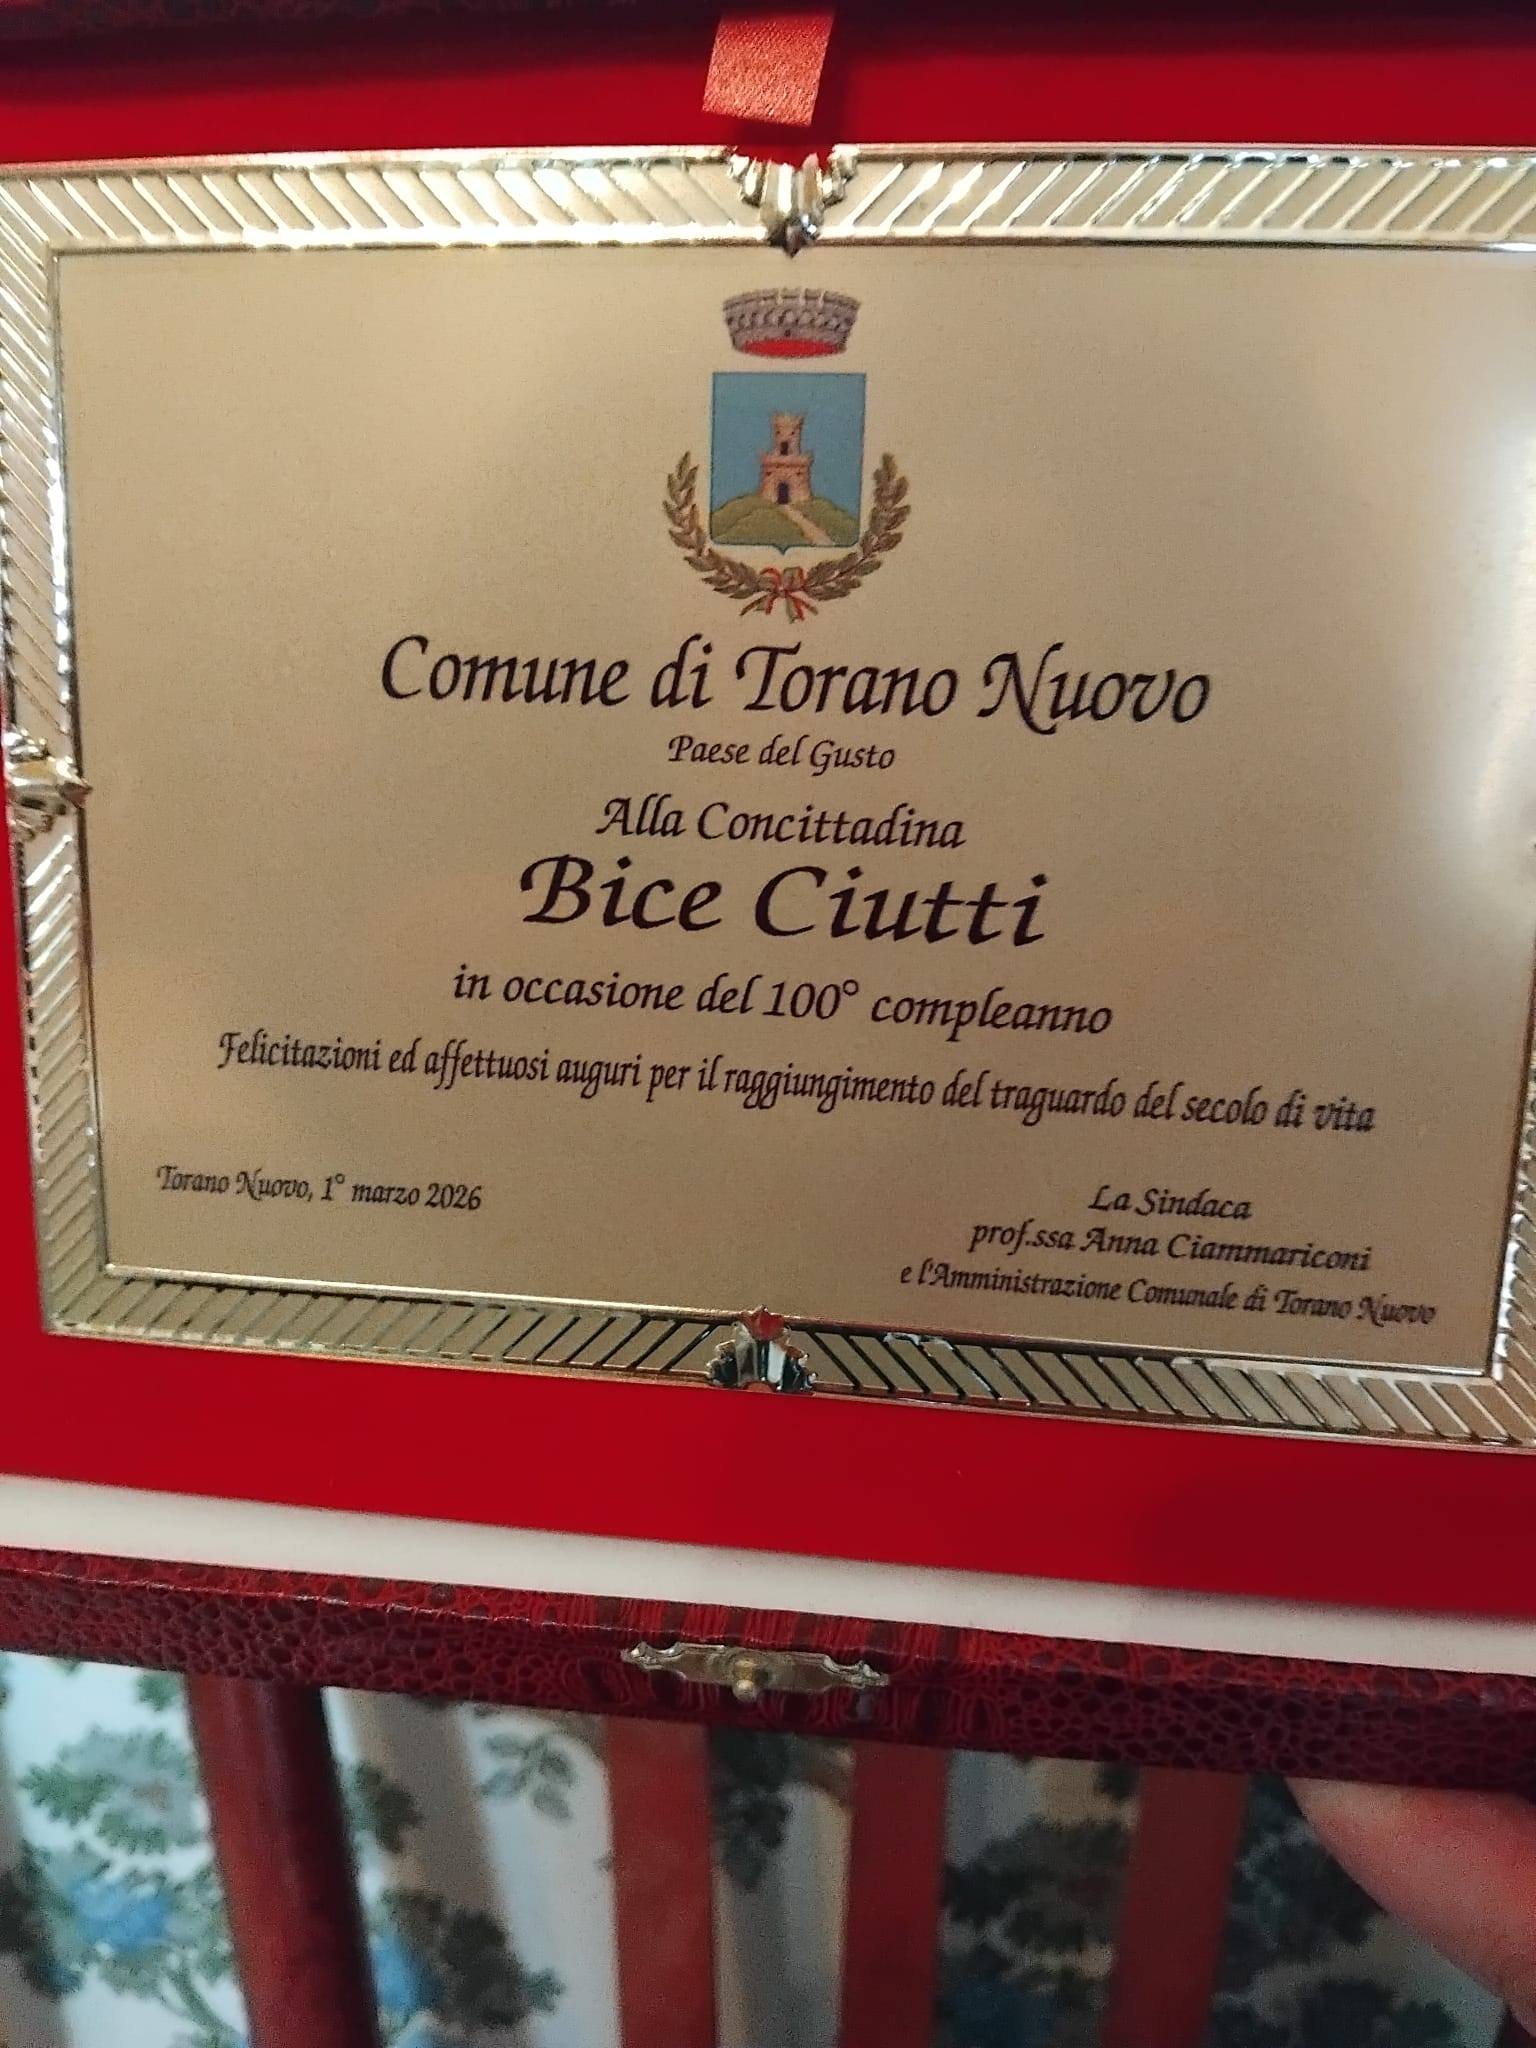 Comune di Torano Nuovo
Paese del Gusto
Alla Concittadina
Bice Ciutti
in occasione del 100° compleanno
Felicitazioni ed affettuosi auguri per il raggiungimento del traguardo del secolo di vita
Torano Nuovo, 1° marzo 2026
La Sindaca
prof.ssa Anna Ciammariconi
e l'Amministrazione Comunale di Torano Nuovo